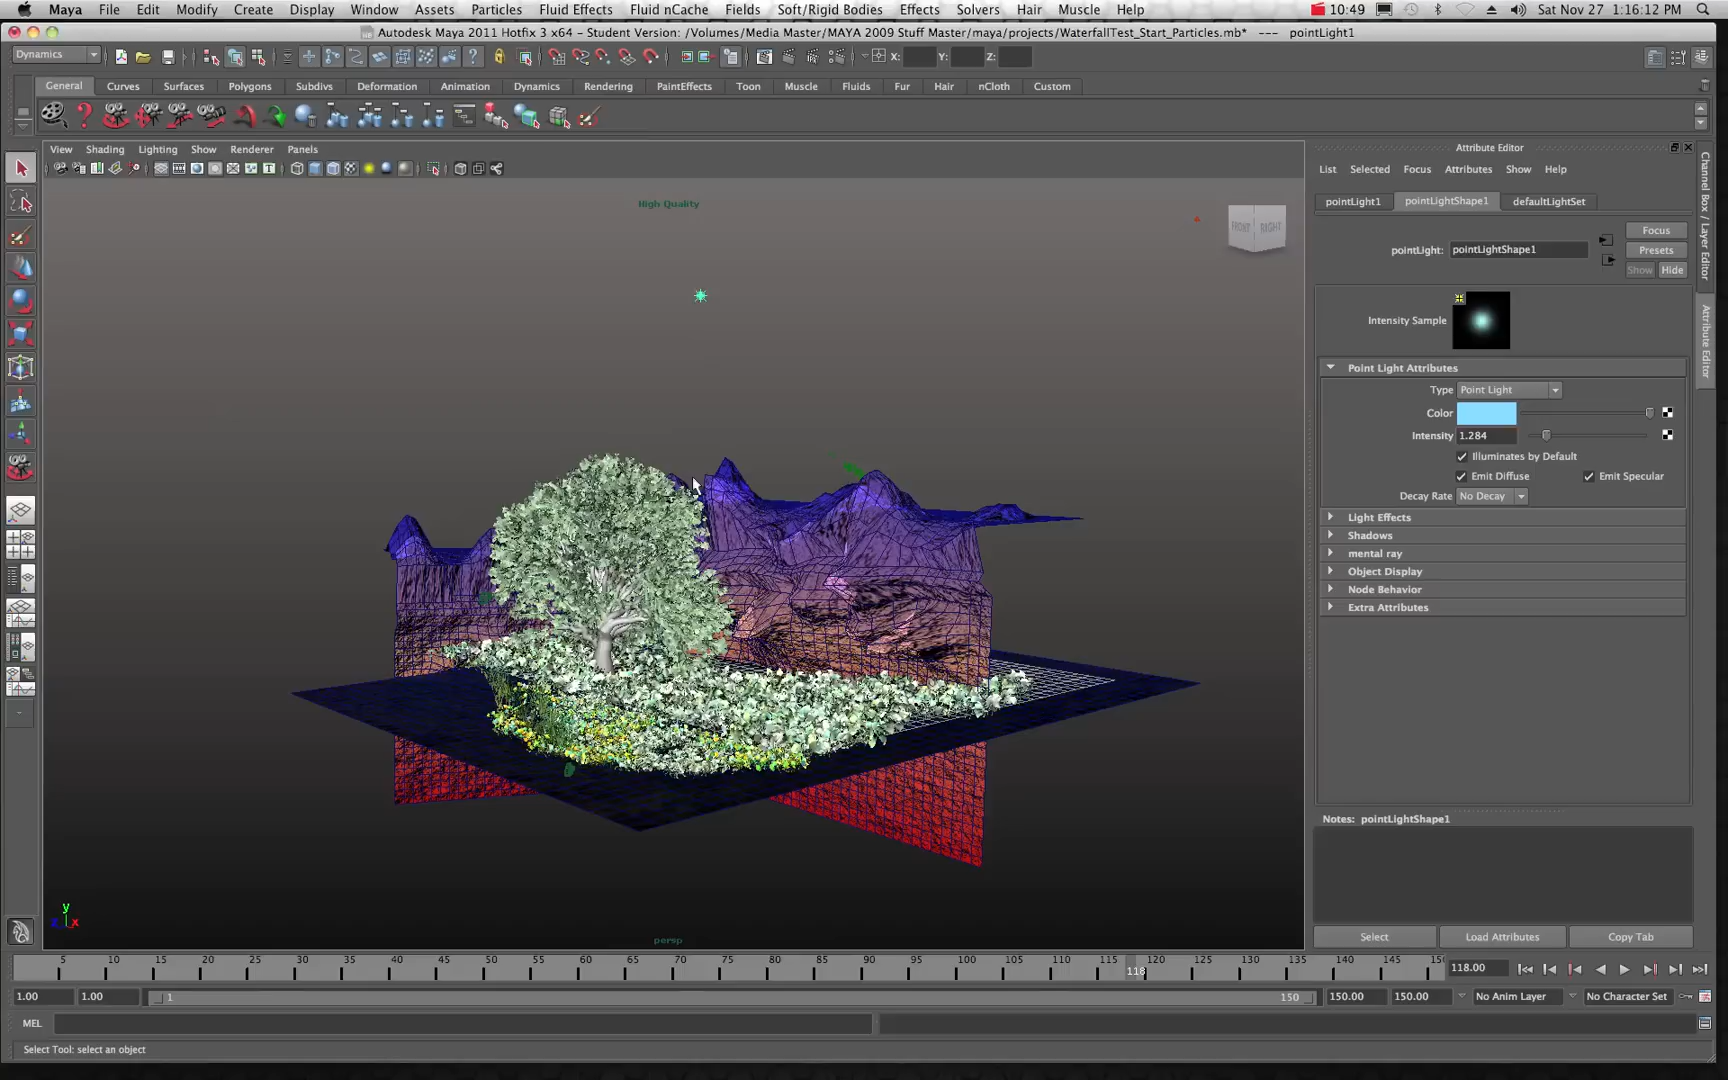 Maya File Edit Modify Create Display Window Assets Particles Fluid Effects Fluid nCache Fields Soft/Rigid Bodies Effects Solvers Hair Muscle Help 10:49 Sat Nov 27 1:16:12 PM
Autodesk Maya 2011 Hotfix 3 x64 - Student Version: /Volumes/Media Master/MAYA 2009 Stuff Master/maya/projects/WaterfallTest_Start_Particles.mb* --- pointLight1
Dynamics X: Y: Z:
General Curves Surfaces Polygons Subdivs Deformation Animation Dynamics Rendering PaintEffects Toon Muscle Fluids Fur Hair nCloth Custom
View Shading Lighting Show Renderer Panels
High Quality
FRONT RIGHT
persp
y
x
Attribute Editor
List Selected Focus Attributes Show Help
pointLight1 pointLightShape1 defaultLightSet
Focus
pointLight: pointLightShape1 Presets
Show Hide
Intensity Sample
Point Light Attributes
Type Point Light
Color
Intensity 1.284
Illuminates by Default
Emit Diffuse Emit Specular
Decay Rate No Decay
Light Effects
Shadows
mental ray
Object Display
Node Behavior
Extra Attributes
Notes: pointLightShape1
Select Load Attributes Copy Tab
Channel Box / Layer Editor
Attribute Editor
5 10 15 20 25 30 35 40 45 50 55 60 65 70 75 80 85 90 95 100 105 110 115 118 120 125 130 135 140 145 118.00
1.00 1.00 1 150 150.00 150.00 No Anim Layer No Character Set
MEL
Select Tool: select an object